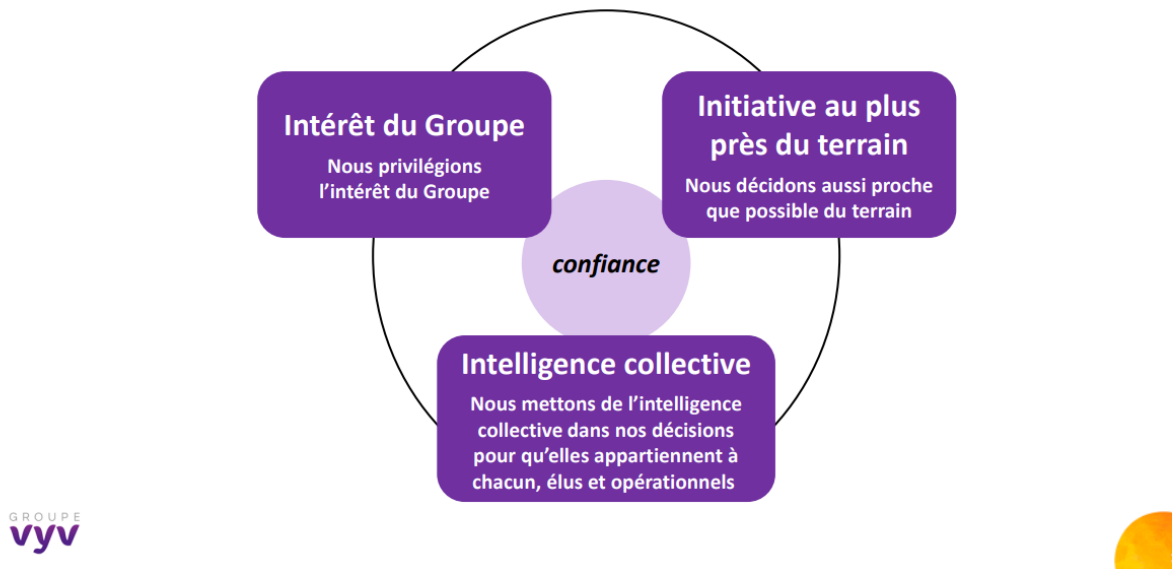 Intérêt du Groupe
Nous privilégions
l’intérêt du Groupe
Initiative au plus
près du terrain
Nous décidons aussi proche
que possible du terrain
confiance
Intelligence collective
Nous mettons de l’intelligence
collective dans nos décisions
pour qu’elles appartiennent à
chacun, élus et opérationnels
GROUPE
vyv